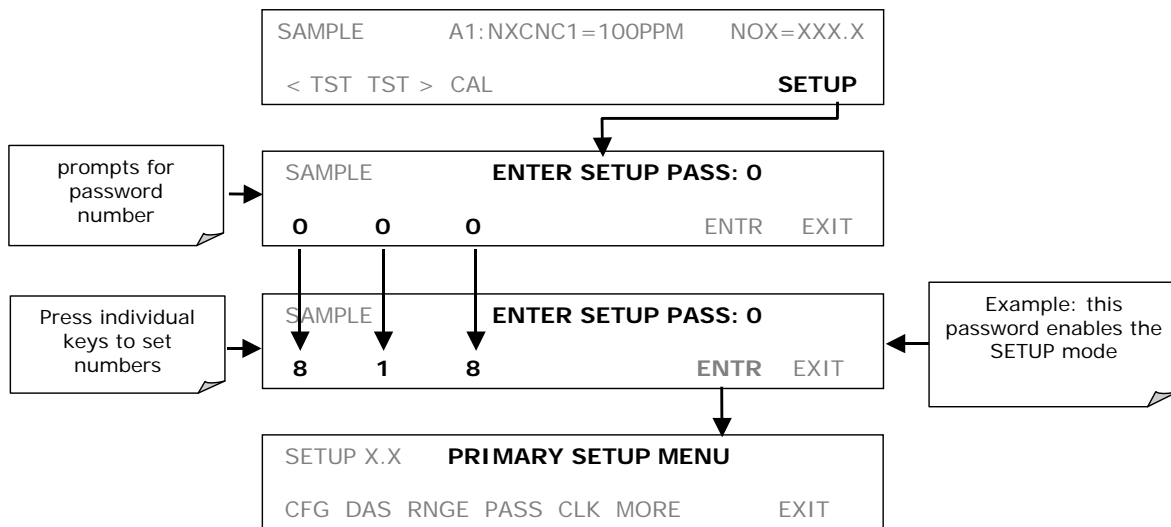 SAMPLE A1:NXCNC1=100PPM NOX=XXX.X
< TST TST > CAL SETUP
prompts for
password
number
SAMPLE ENTER SETUP PASS: 0
0 0 0 ENTR EXIT
Press individual
keys to set
numbers
SAMPLE ENTER SETUP PASS: 0
8 1 8 ENTR EXIT
Example: this
password enables the
SETUP mode
SETUP X.X PRIMARY SETUP MENU
CFG DAS RNGE PASS CLK MORE EXIT